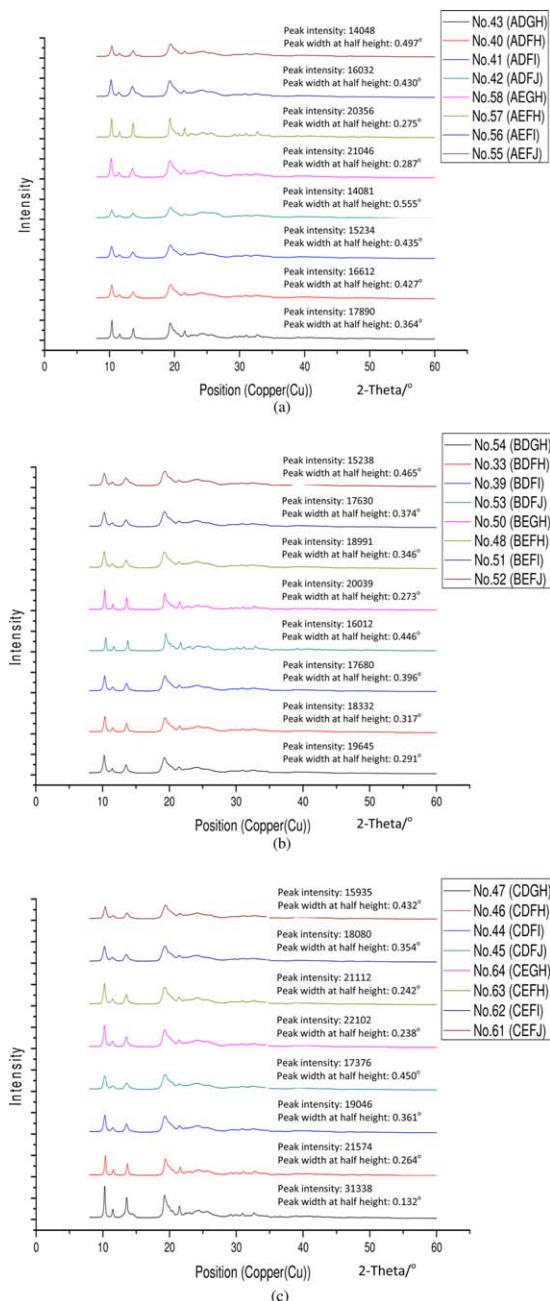 Peak intensity: 14048
Peak width at half height: 0.497°
Peak intensity: 16032
Peak width at half height: 0.430°
Peak intensity: 20356
Peak width at half height: 0.275°
Peak intensity: 21046
Peak width at half height: 0.287°
Peak intensity: 14081
Peak width at half height: 0.555°
Peak intensity: 15234
Peak width at half height: 0.435°
Peak intensity: 16612
Peak width at half height: 0.427°
Peak intensity: 17890
Peak width at half height: 0.364°
No.43 (ADGH)
No.40 (ADFH)
No.41 (ADFI)
No.42 (ADFJ)
No.58 (AEGH)
No.57 (AEFH)
No.56 (AEFI)
No.55 (AEFJ)
Intensity
0 10 20 30 40 50 60
Position (Copper(Cu)) 2-Theta/°
(a)
Peak intensity: 15238
Peak width at half height: 0.465°
Peak intensity: 17630
Peak width at half height: 0.374°
Peak intensity: 18991
Peak width at half height: 0.346°
Peak intensity: 20039
Peak width at half height: 0.273°
Peak intensity: 16012
Peak width at half height: 0.446°
Peak intensity: 17680
Peak width at half height: 0.396°
Peak intensity: 18332
Peak width at half height: 0.317°
Peak intensity: 19645
Peak width at half height: 0.291°
No.54 (BDGH)
No.33 (BDFH)
No.39 (BDFI)
No.53 (BDFJ)
No.50 (BEGH)
No.48 (BEFH)
No.51 (BEFI)
No.52 (BEFJ)
Intensity
0 10 20 30 40 50 60
Position (Copper(Cu)) 2-Theta/°
(b)
Peak intensity: 15935
Peak width at half height: 0.432°
Peak intensity: 18080
Peak width at half height: 0.354°
Peak intensity: 21112
Peak width at half height: 0.242°
Peak intensity: 22102
Peak width at half height: 0.238°
Peak intensity: 17376
Peak width at half height: 0.450°
Peak intensity: 19046
Peak width at half height: 0.361°
Peak intensity: 21574
Peak width at half height: 0.264°
Peak intensity: 31338
Peak width at half height: 0.132°
No.47 (CDGH)
No.46 (CDFH)
No.44 (CDFI)
No.45 (CDFJ)
No.64 (CEGH)
No.63 (CEFH)
No.62 (CEFI)
No.61 (CEFJ)
Intensity
0 10 20 30 40 50 60
Position (Copper(Cu)) 2-Theta/°
(c)